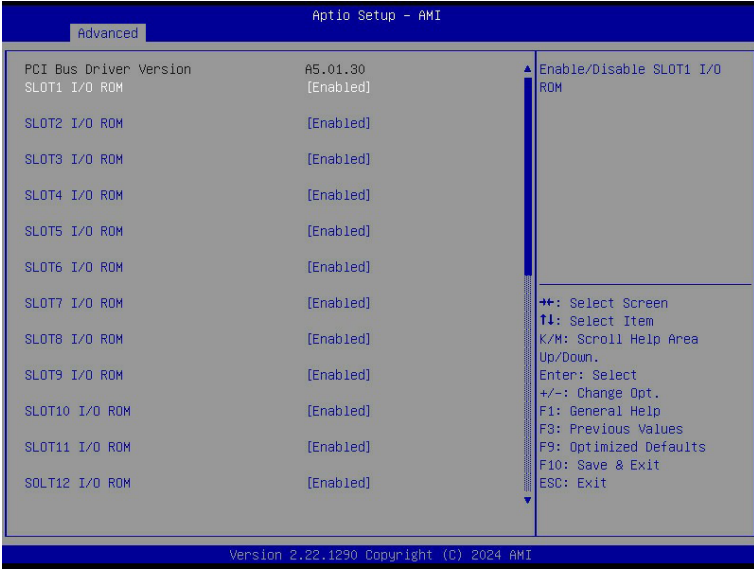 Aptio Setup – AMI
Advanced
PCI Bus Driver Version A5.01.30
SLOT1 I/O ROM [Enabled]
SLOT2 I/O ROM [Enabled]
SLOT3 I/O ROM [Enabled]
SLOT4 I/O ROM [Enabled]
SLOT5 I/O ROM [Enabled]
SLOT6 I/O ROM [Enabled]
SLOT7 I/O ROM [Enabled]
SLOT8 I/O ROM [Enabled]
SLOT9 I/O ROM [Enabled]
SLOT10 I/O ROM [Enabled]
SLOT11 I/O ROM [Enabled]
SOLT12 I/O ROM [Enabled]
Enable/Disable SLOT1 I/O
ROM
→←: Select Screen
↑↓: Select Item
K/M: Scroll Help Area
Up/Down.
Enter: Select
+/-: Change Opt.
F1: General Help
F3: Previous Values
F9: Optimized Defaults
F10: Save & Exit
ESC: Exit
Version 2.22.1290 Copyright (C) 2024 AMI